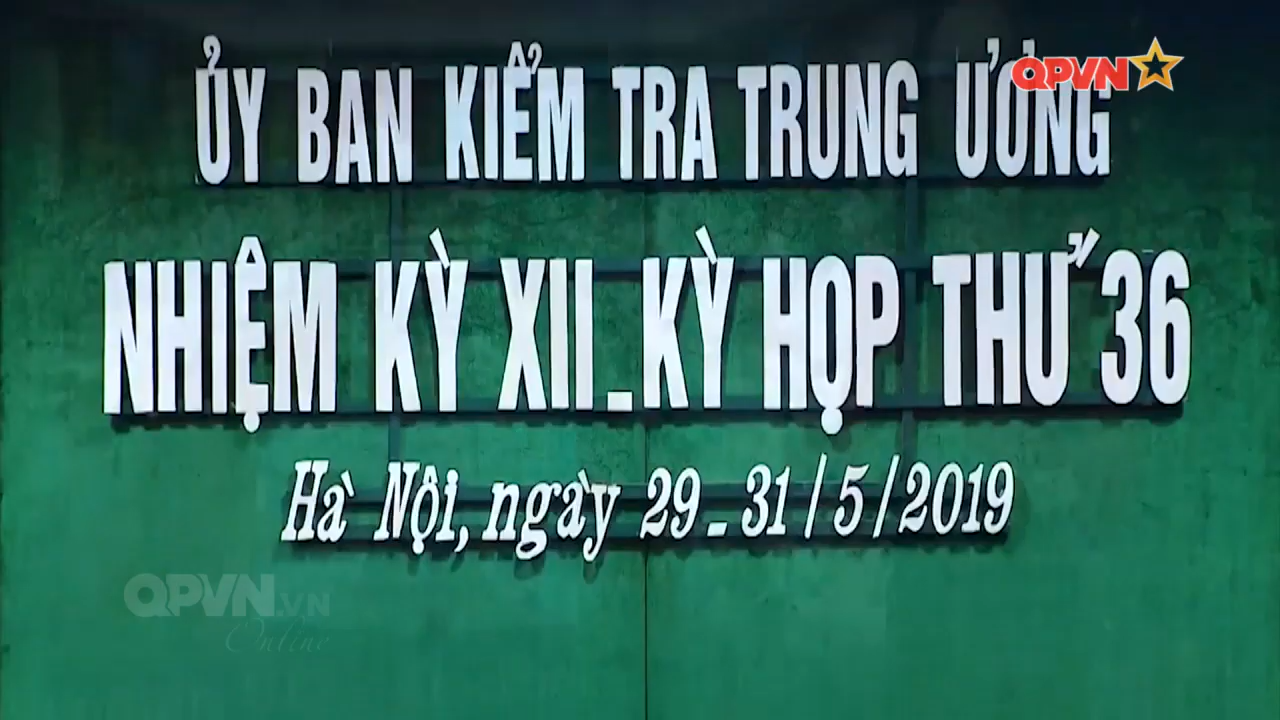 QPVN
ỦY BAN KIỂM TRA TRUNG ƯƠNG
NHIỆM KỲ XII_KỲ HỌP THỨ 36
Hà Nội, ngày 29_31/5/2019
QPVN.VN
Online